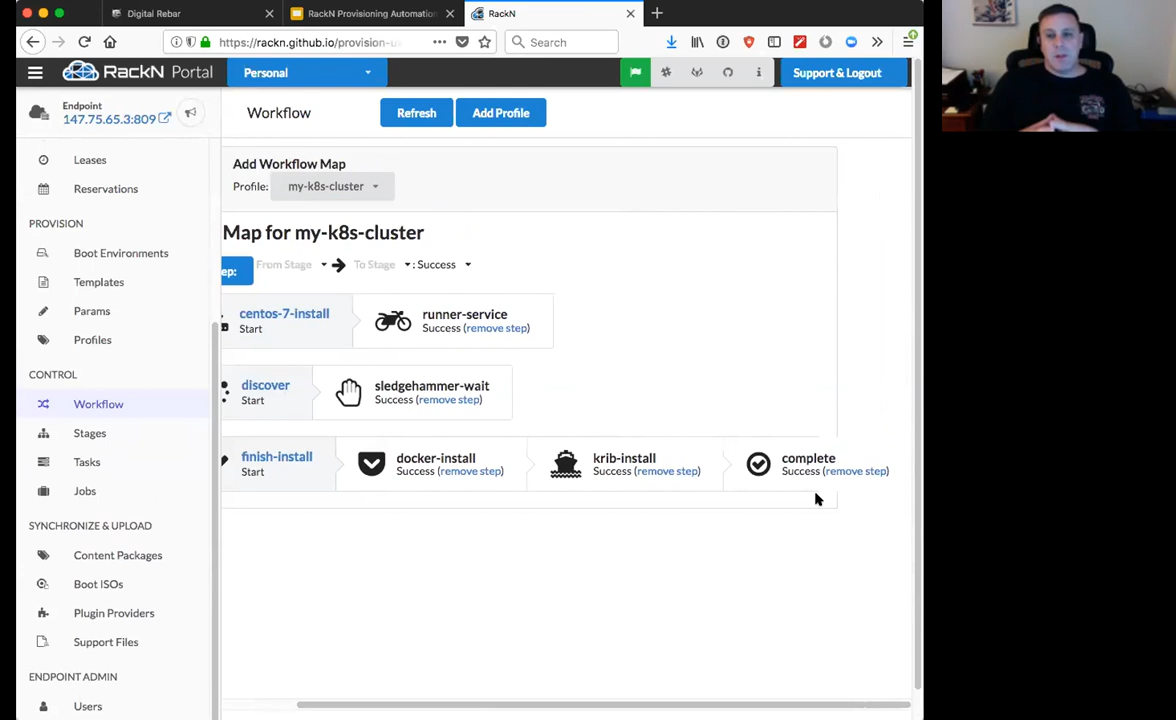 Digital Rebar
RackN Provisioning Automation
RackN
https://rackn.github.io/provision-u
Search
RackN Portal
Personal
Support & Logout
Endpoint
147.75.65.3:809
Workflow
Refresh
Add Profile
Leases
Reservations
PROVISION
Boot Environments
Templates
Params
Profiles
CONTROL
Workflow
Stages
Tasks
Jobs
SYNCHRONIZE & UPLOAD
Content Packages
Boot ISOs
Plugin Providers
Support Files
ENDPOINT ADMIN
Users
Add Workflow Map
Profile: my-k8s-cluster
Map for my-k8s-cluster
ep: From Stage To Stage : Success
centos-7-install
Start
runner-service
Success (remove step)
discover
Start
sledgehammer-wait
Success (remove step)
finish-install
Start
docker-install
Success (remove step)
krib-install
Success (remove step)
complete
Success (remove step)